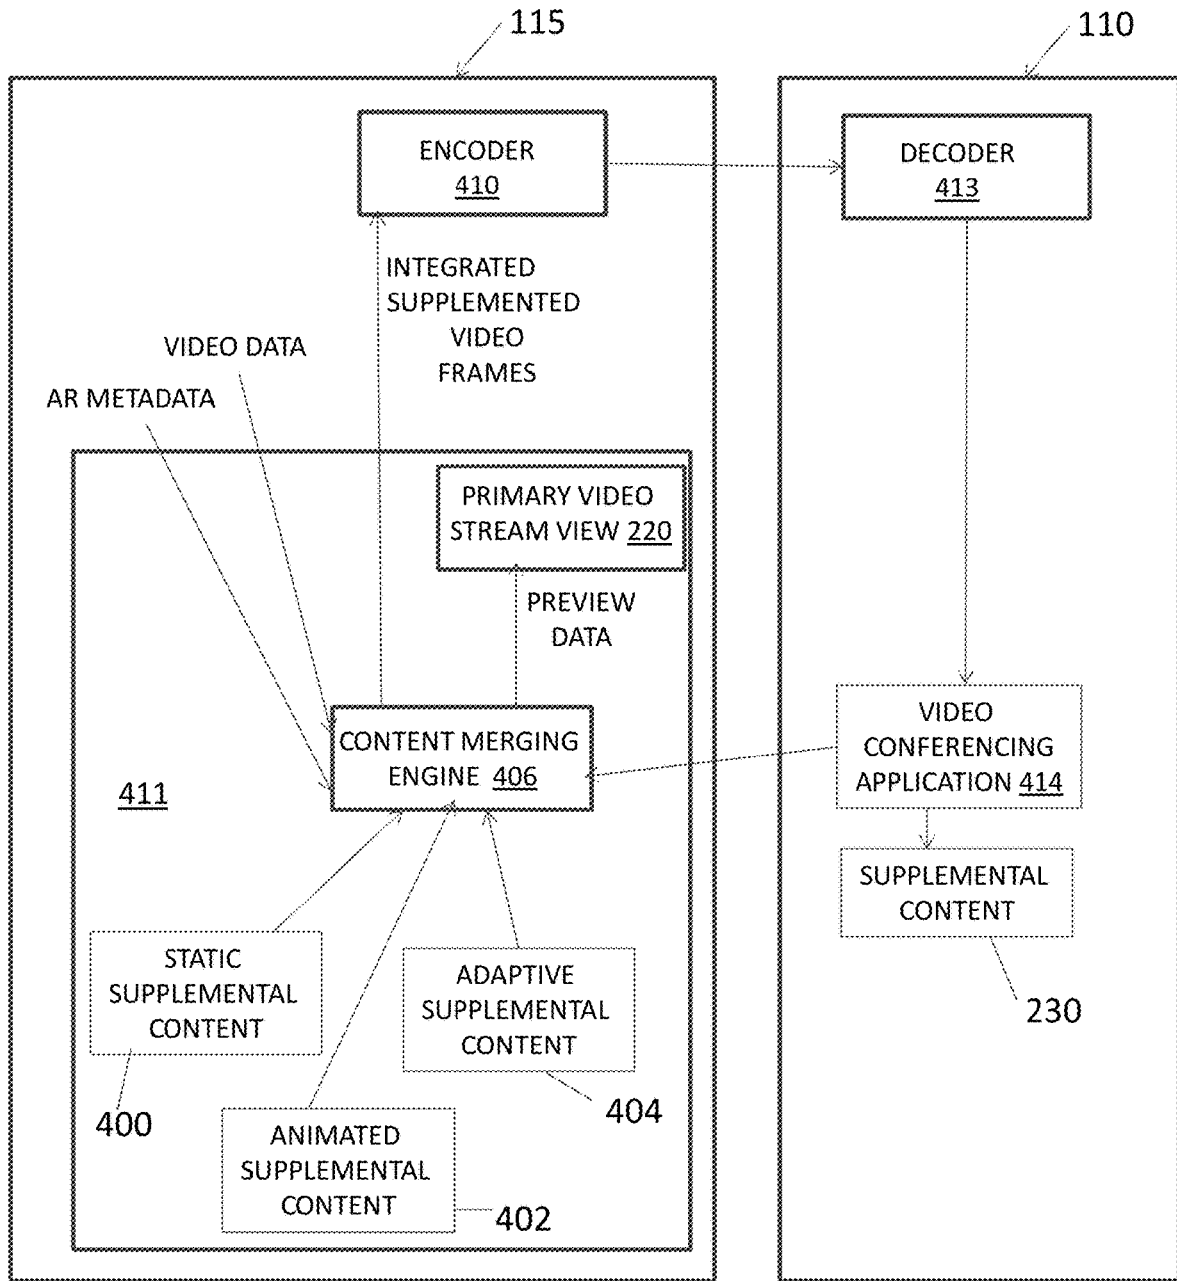 115
110
ENCODER
410
DECODER
413
INTEGRATED
SUPPLEMENTED
VIDEO
FRAMES
VIDEO DATA
AR METADATA
PRIMARY VIDEO
STREAM VIEW 220
PREVIEW
DATA
CONTENT MERGING
ENGINE 406
VIDEO
CONFERENCING
APPLICATION 414
411
SUPPLEMENTAL
CONTENT
230
STATIC
SUPPLEMENTAL
CONTENT
400
ADAPTIVE
SUPPLEMENTAL
CONTENT
404
ANIMATED
SUPPLEMENTAL
CONTENT
402